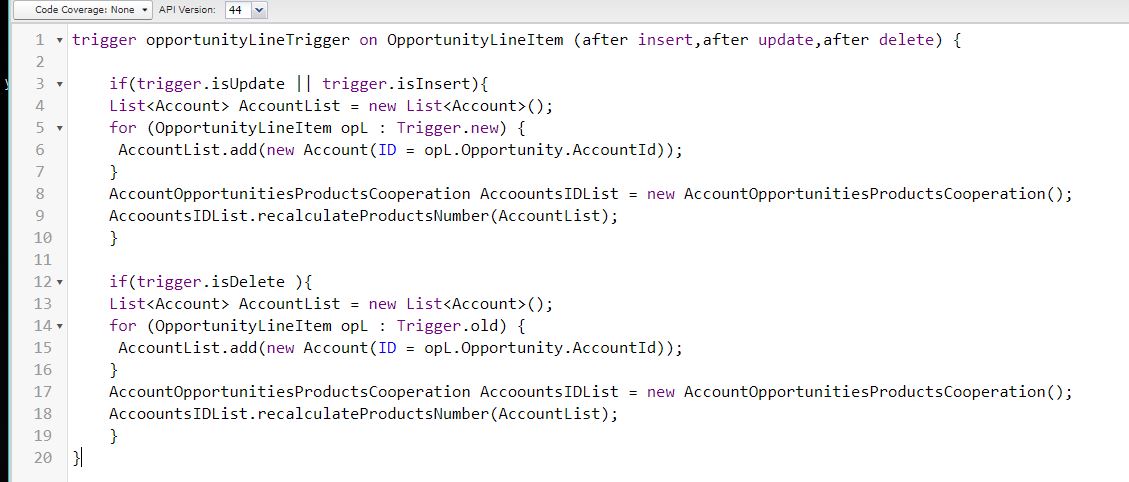 Code Coverage: None API Version: 44
1 trigger opportunityLineTrigger on OpportunityLineItem (after insert,after update,after delete) {
2
3 if(trigger.isUpdate || trigger.isInsert){
4 List<Account> AccountList = new List<Account>();
5 for (OpportunityLineItem opL : Trigger.new) {
6 AccountList.add(new Account(ID = opL.Opportunity.AccountId));
7 }
8 AccountOpportunitiesProductsCooperation AccoountsIDList = new AccountOpportunitiesProductsCooperation();
9 AccoountsIDList.recalculateProductsNumber(AccountList);
10 }
11
12 if(trigger.isDelete ){
13 List<Account> AccountList = new List<Account>();
14 for (OpportunityLineItem opL : Trigger.old) {
15 AccountList.add(new Account(ID = opL.Opportunity.AccountId));
16 }
17 AccountOpportunitiesProductsCooperation AccoountsIDList = new AccountOpportunitiesProductsCooperation();
18 AccoountsIDList.recalculateProductsNumber(AccountList);
19 }
20 }